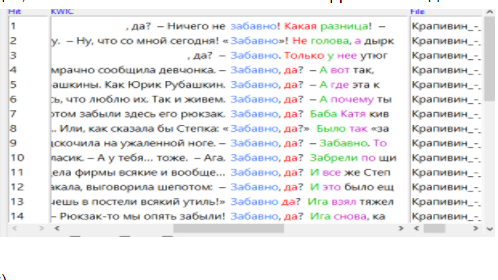 Hit KWIC File
1 , да? – Ничего не забавно! Какая разница! – Крапивин_-_
2 у. – Ну, что со мной сегодня! «Забавно»! Не голова, а дырк Крапивин_-_
3 , да? – Забавно. Только у нее утюг Крапивин_-_
4 мрачно сообщила девчонка. – Забавно, да? – А вот так, Крапивин_-_
5 ашкины. Как Юрик Рубашкин. Забавно, да? – А где эта к Крапивин_-_
6 ь, что люблю их. Так и живем. Забавно, да? – А почему ты Крапивин_-_
7 этом забыли здесь его рюкзак. Забавно, да? Баба Катя кив Крапивин_-_
8 ... Или, как сказала бы Степка: «Забавно, да?» Было так «за Крапивин_-_
9 дскочила на ужаленной ноге. – Забавно, да? – Забавно. То Крапивин_-_
10 ласик. – А у тебя... тоже. – Ага. Забавно, да? Забрели по щи Крапивин_-_
11 дела фирмы всякие и вообще... Забавно, да? И все же Степ Крапивин_-_
12 акала, выговорила шепотом: – Забавно, да? И это было ещ Крапивин_-_
13 чешь в постели всякий утиль!» Забавно да? Ига взял тяжел Крапивин_-_
14 – Рюкзак-то мы опять забыли! Забавно, да? Ига снова, ка Крапивин_-_